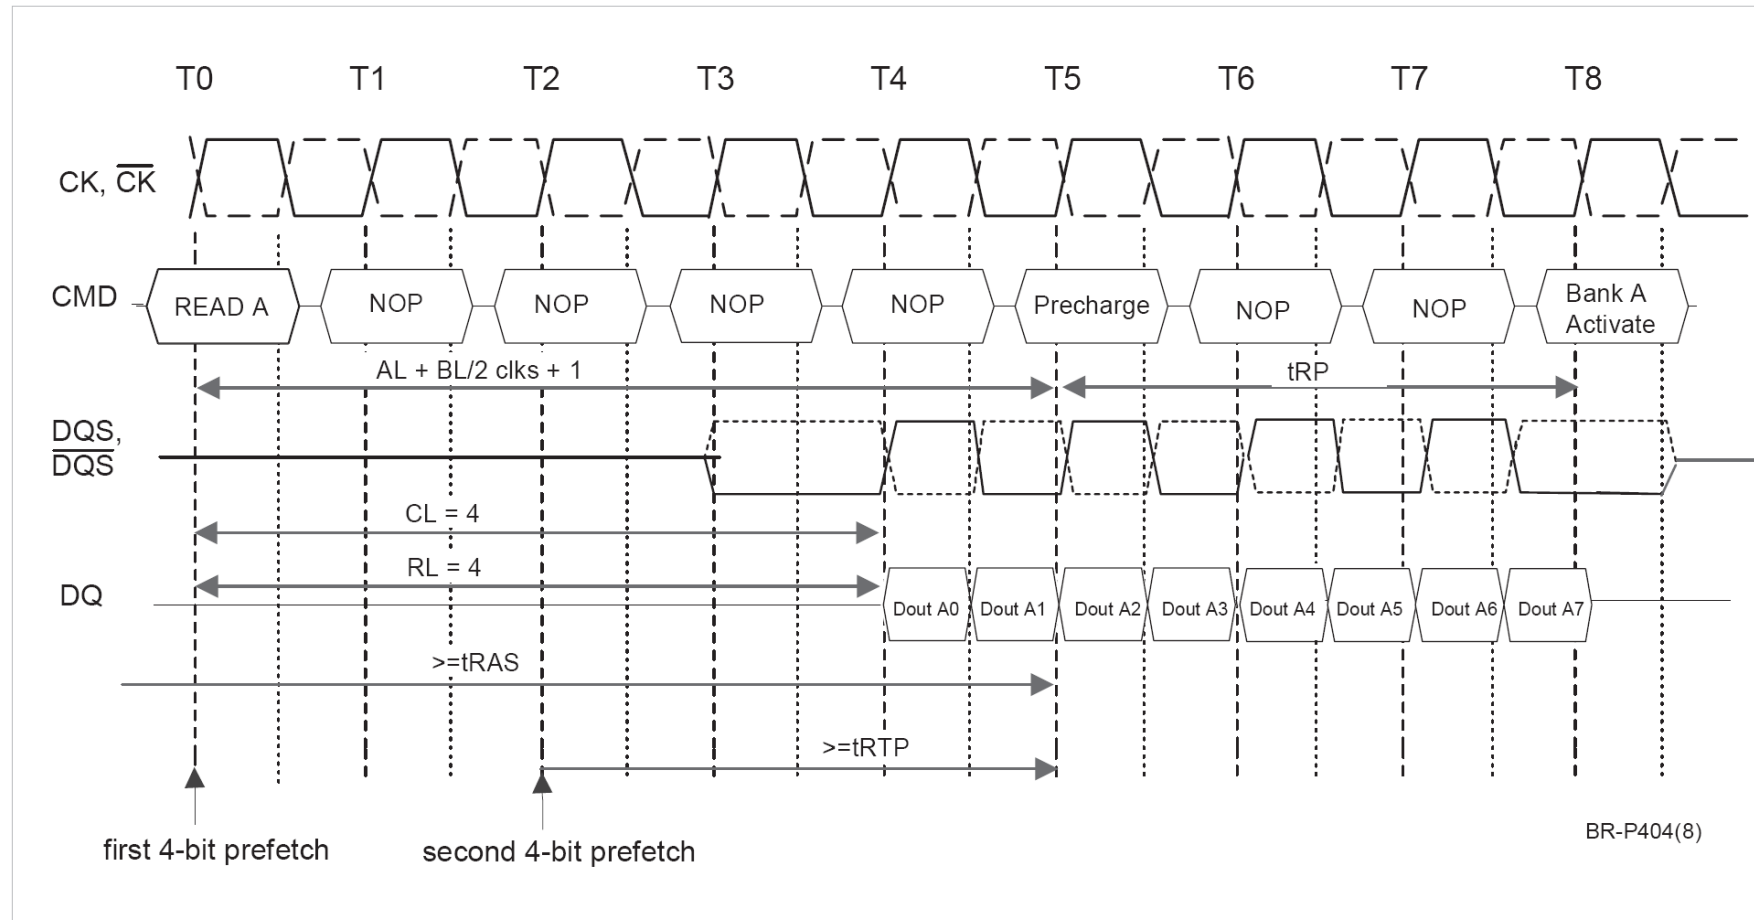 T0 T1 T2 T3 T4 T5 T6 T7 T8
CK, CK
CMD READ A NOP NOP NOP NOP Precharge NOP NOP Bank A
Activate
AL + BL/2 clks + 1 tRP
DQS,
DQS
CL = 4
RL = 4
DQ Dout A0 Dout A1 Dout A2 Dout A3 Dout A4 Dout A5 Dout A6 Dout A7
>=tRAS
>=tRTP
BR-P404(8)
first 4-bit prefetch second 4-bit prefetch